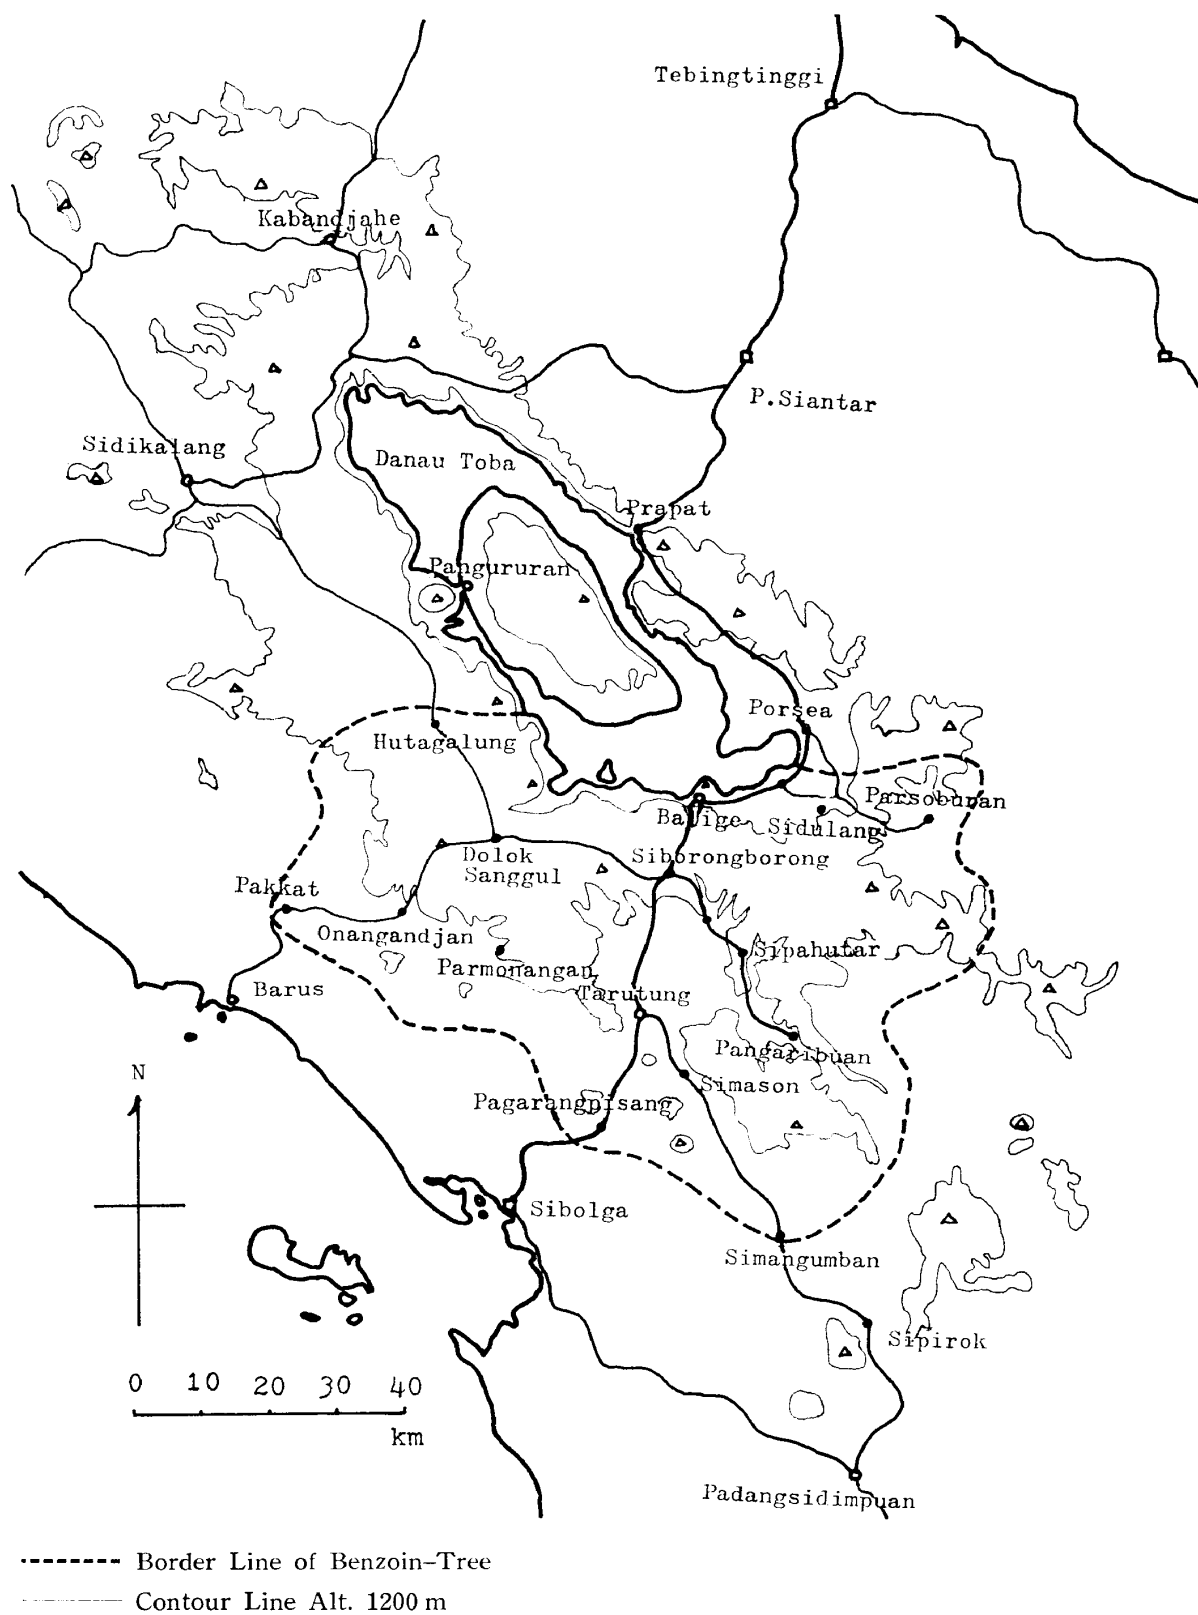 Tebingtinggi
Kabandjahe
P.Siantar
Sidikalang
Danau Toba
Prapat
Pangururan
Porsea
Hutagalung
Parsoburan
Balige
Sidulang
Dolok
Sanggul
Siborongborong
Pakkat
Onangandjan
Sipahutar
Parmonangan
Barus
Tarutung
Pangaribuan
N
Simason
Pagarangpisang
Sibolga
Simangumban
Sipirok
0 10 20 30 40
km
Padangsidimpuan
Border Line of Benzoin-Tree
Contour Line Alt. 1200 m